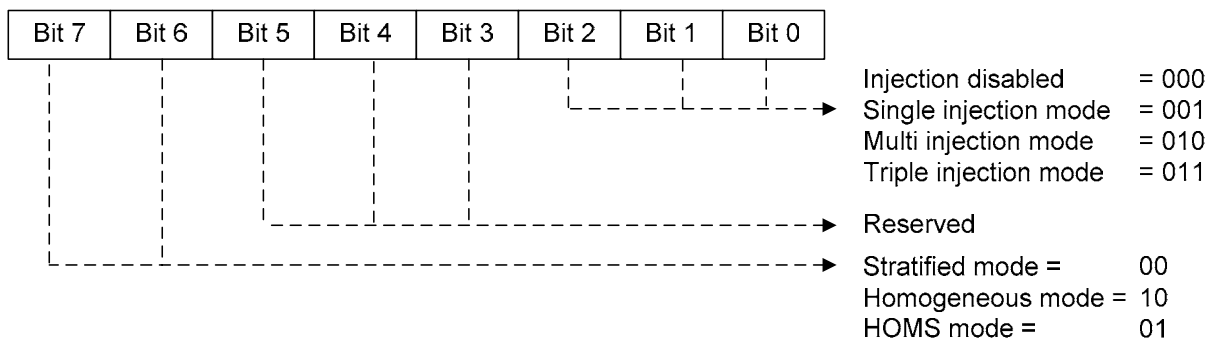 Bit 7 Bit 6 Bit 5 Bit 4 Bit 3 Bit 2 Bit 1 Bit 0
Injection disabled = 000
Single injection mode = 001
Multi injection mode = 010
Triple injection mode = 011
Reserved
Stratified mode = 00
Homogeneous mode = 10
HOMS mode = 01